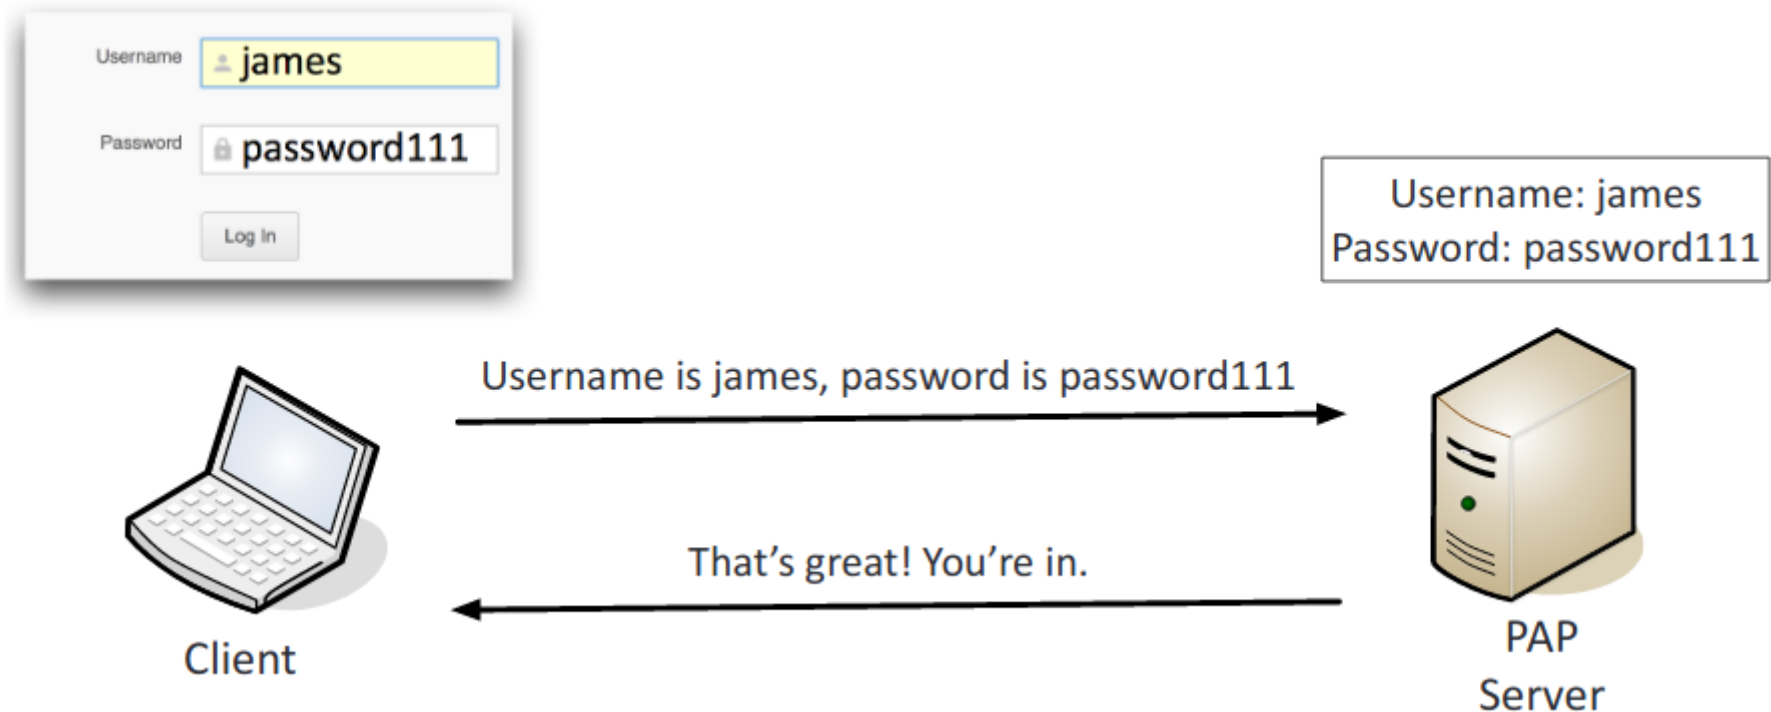 Username
james
Password
password111
Log In
Username: james
Password: password111
Username is james, password is password111
That’s great! You’re in.
Client
PAP
Server